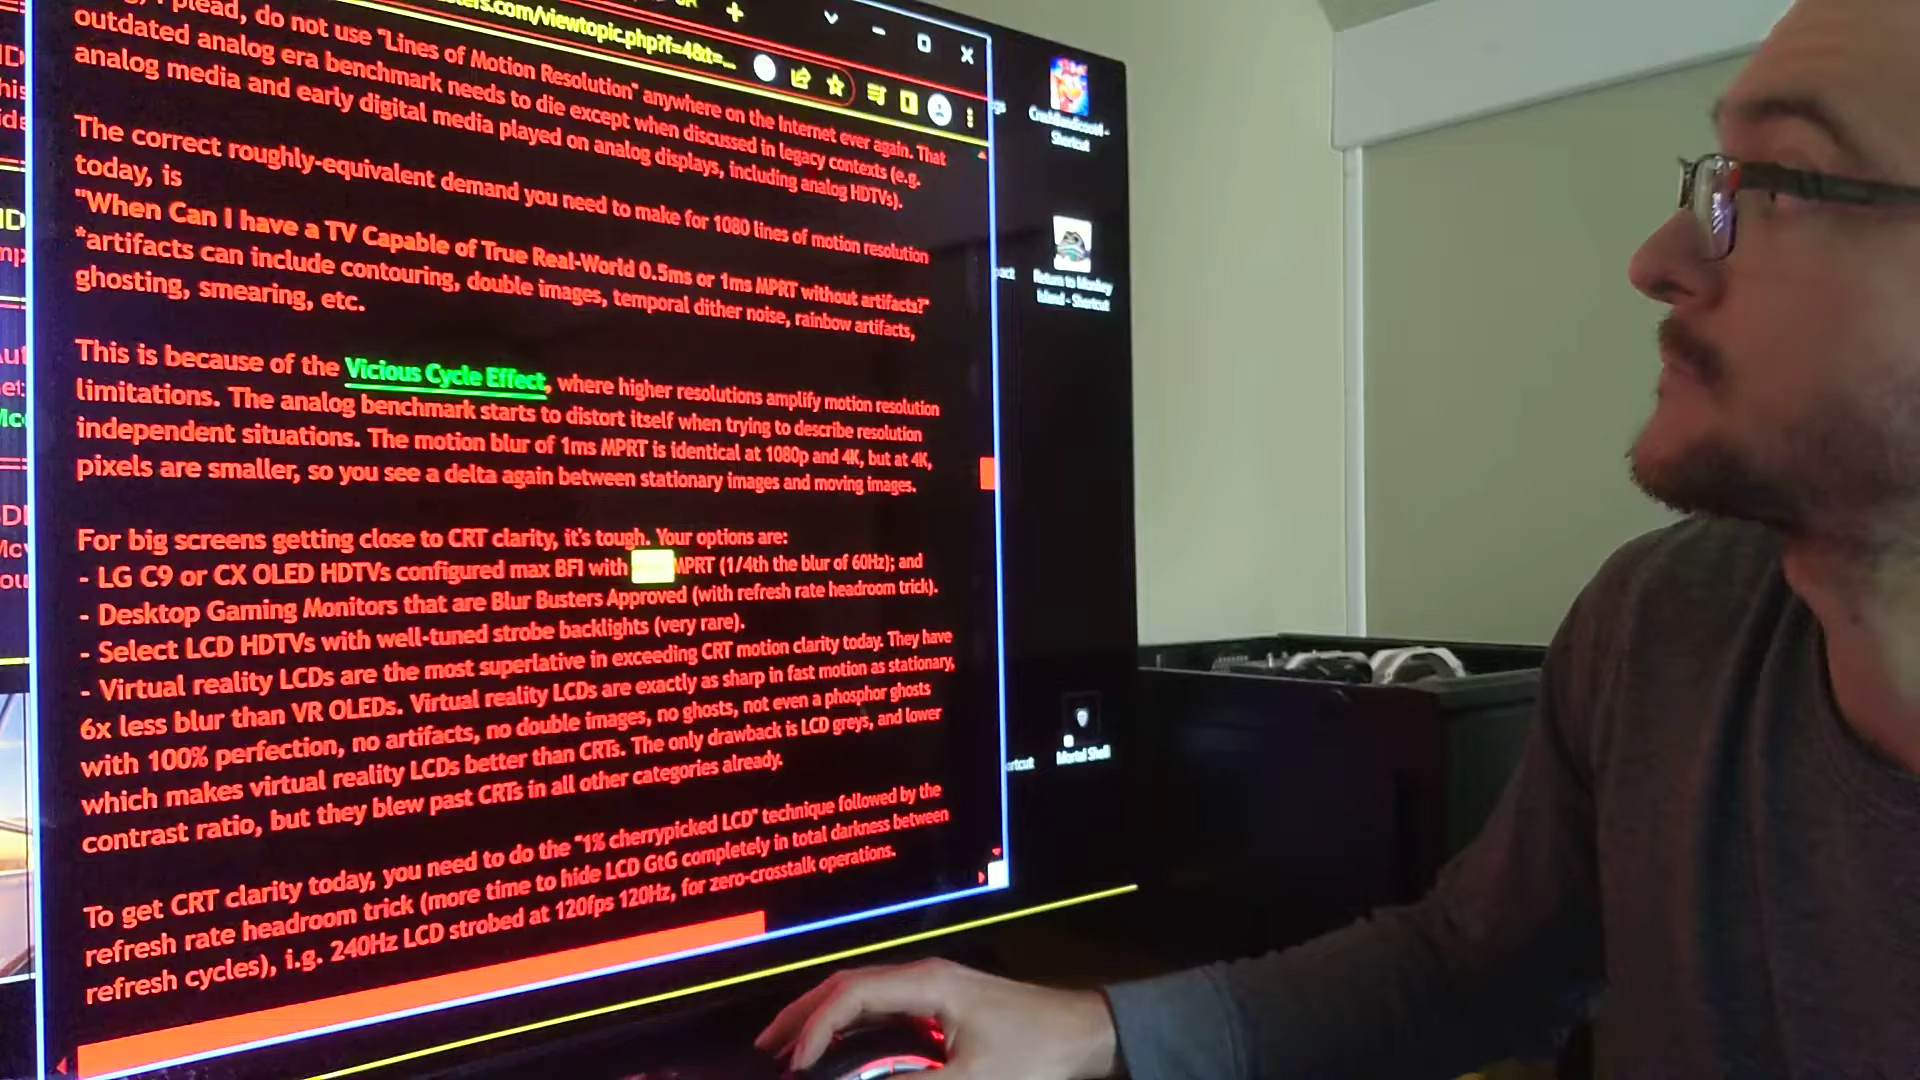 plead, do not use "Lines of Motion Resolution" anywhere on the Internet ever again. That
outdated analog era benchmark needs to die except when discussed in legacy contexts (e.g.
analog media and early digital media played on analog displays, including analog HDTVs).
sters.com/viewtopic.php?f=4&t=...
The correct roughly-equivalent demand you need to make for 1080 lines of motion resolution
today, is
"When Can I have a TV Capable of True Real-World 0.5ms or 1ms MPRT without artifacts?"
*artifacts can include contouring, double images, temporal dither noise, rainbow artifacts,
ghosting, smearing, etc.
This is because of the Vicious Cycle Effect, where higher resolutions amplify motion resolution
limitations. The analog benchmark starts to distort itself when trying to describe resolution
independent situations. The motion blur of 1ms MPRT is identical at 1080p and 4K, but at 4K,
pixels are smaller, so you see a delta again between stationary images and moving images.
For big screens getting close to CRT clarity, it's tough. Your options are:
- LG C9 or CX OLED HDTVs configured max BFI with MPRT (1/4th the blur of 60Hz); and
- Desktop Gaming Monitors that are Blur Busters Approved (with refresh rate headroom trick).
- Select LCD HDTVs with well-tuned strobe backlights (very rare).
- Virtual reality LCDs are the most superlative in exceeding CRT motion clarity today. They have
6x less blur than VR OLEDs. Virtual reality LCDs are exactly as sharp in fast motion as stationary,
with 100% perfection, no artifacts, no double images, no ghosts, not even a phosphor ghosts
which makes virtual reality LCDs better than CRTs. The only drawback is LCD greys, and lower
contrast ratio, but they blew past CRTs in all other categories already.
To get CRT clarity today, you need to do the "1% cherrypicked LCD" technique followed by the
refresh rate headroom trick (more time to hide LCD GtG completely in total darkness between
refresh cycles), i.g. 240Hz LCD strobed at 120fps 120Hz, for zero-crosstalk operations.
Shortcut
Return to Monkey
Island - Shortcut
Mortal Shell